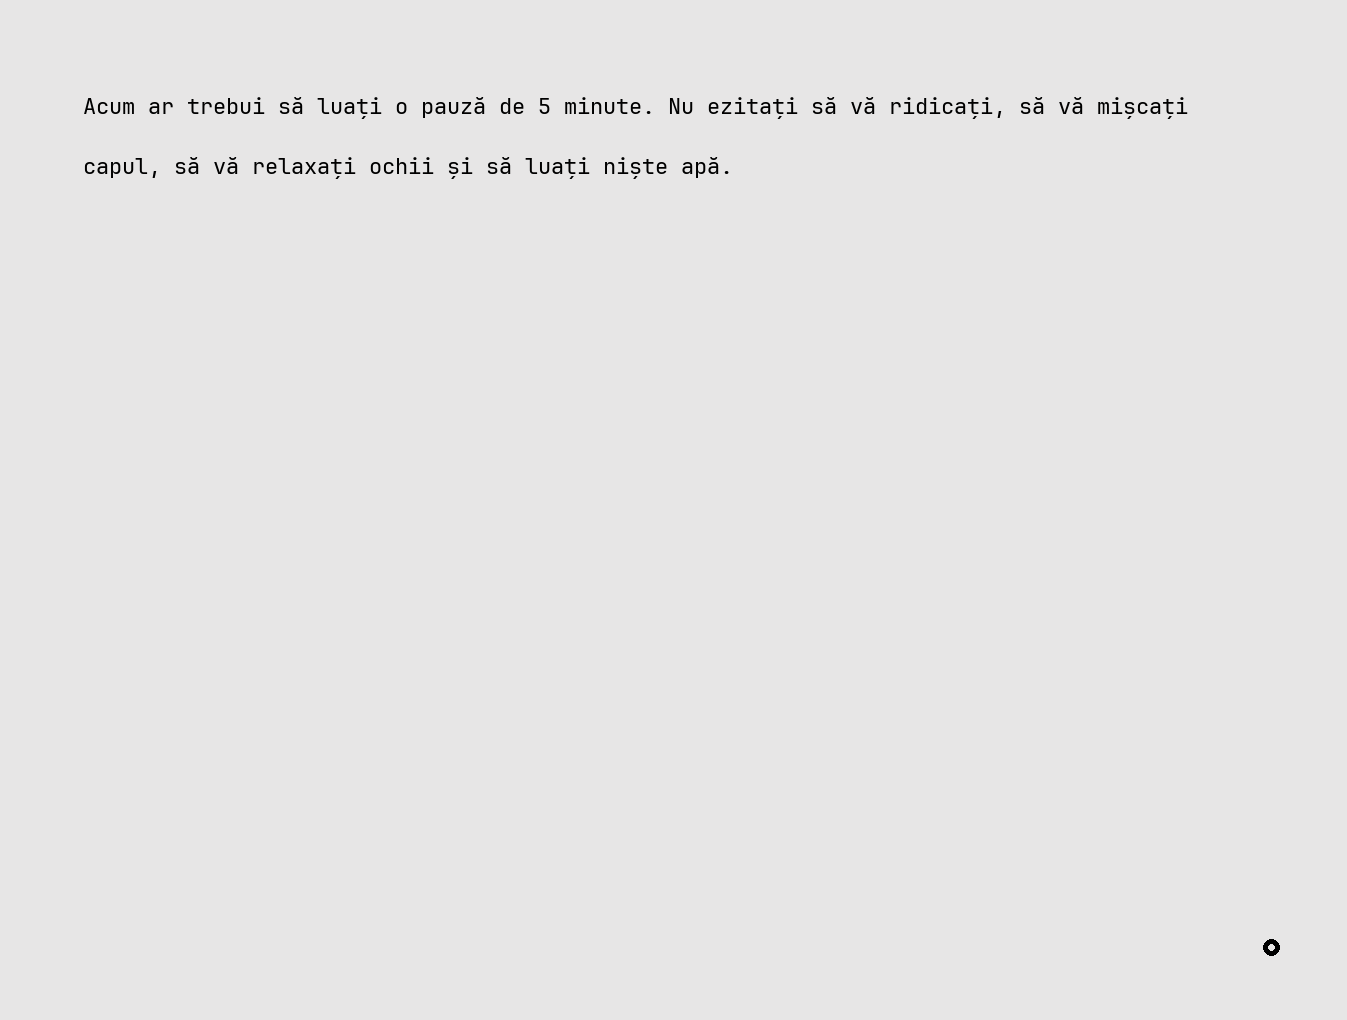 Acum ar trebui să luați o pauză de 5 minute. Nu ezitați să vă ridicați, să vă mișcați
capul, să vă relaxați ochii și să luați niște apă.